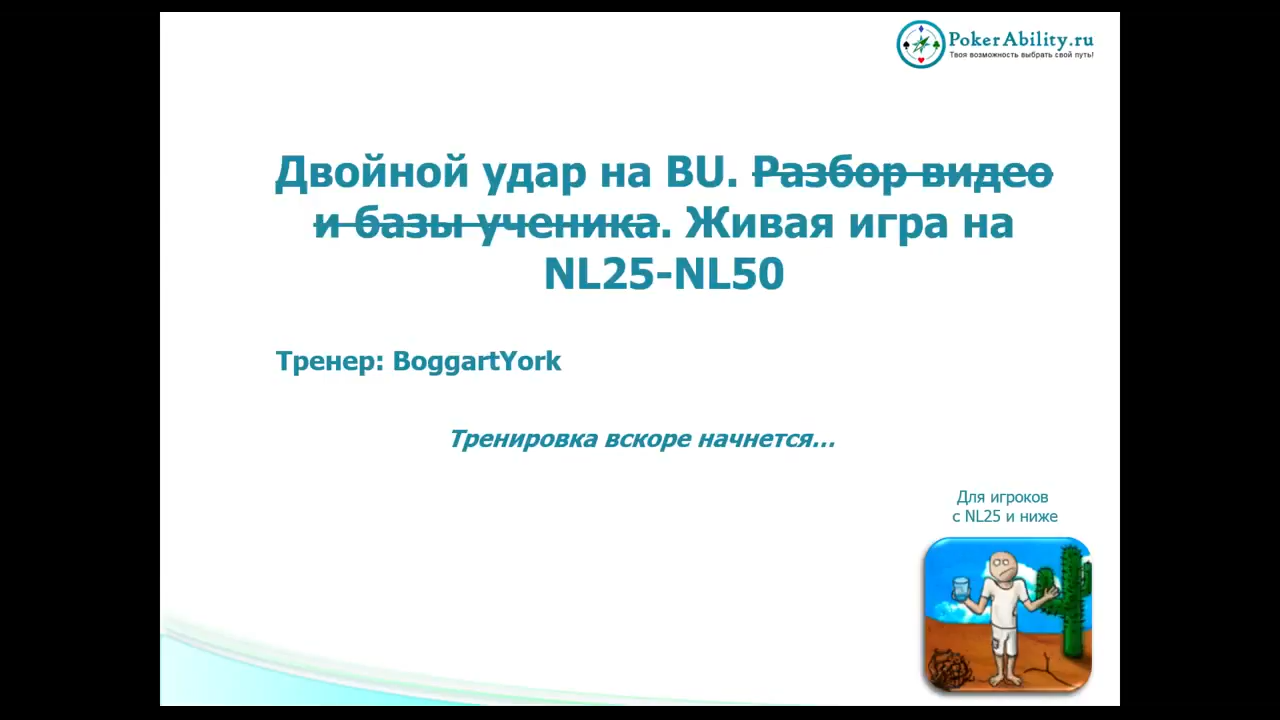 PokerAbility.ru
Твоя возможность выбрать свой путь!
Двойной удар на BU. Разбор видео
и базы ученика. Живая игра на
NL25-NL50
Тренер: BoggartYork
Тренировка вскоре начнется...
Для игроков
с NL25 и ниже